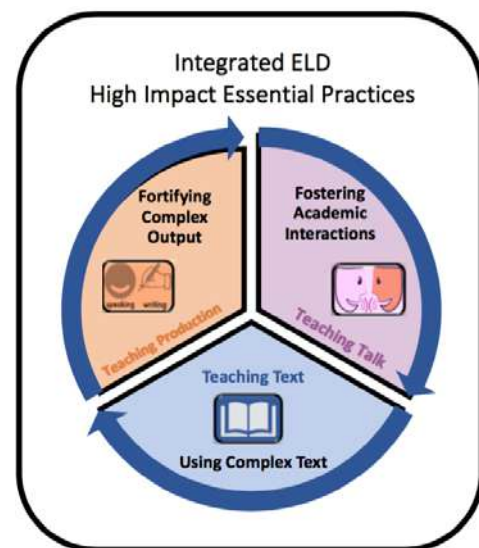 Integrated ELD
High Impact Essential Practices
Fortifying
Complex
Output
speaking writing
Teaching Production
Fostering
Academic
Interactions
Teaching Talk
Teaching Text
Using Complex Text